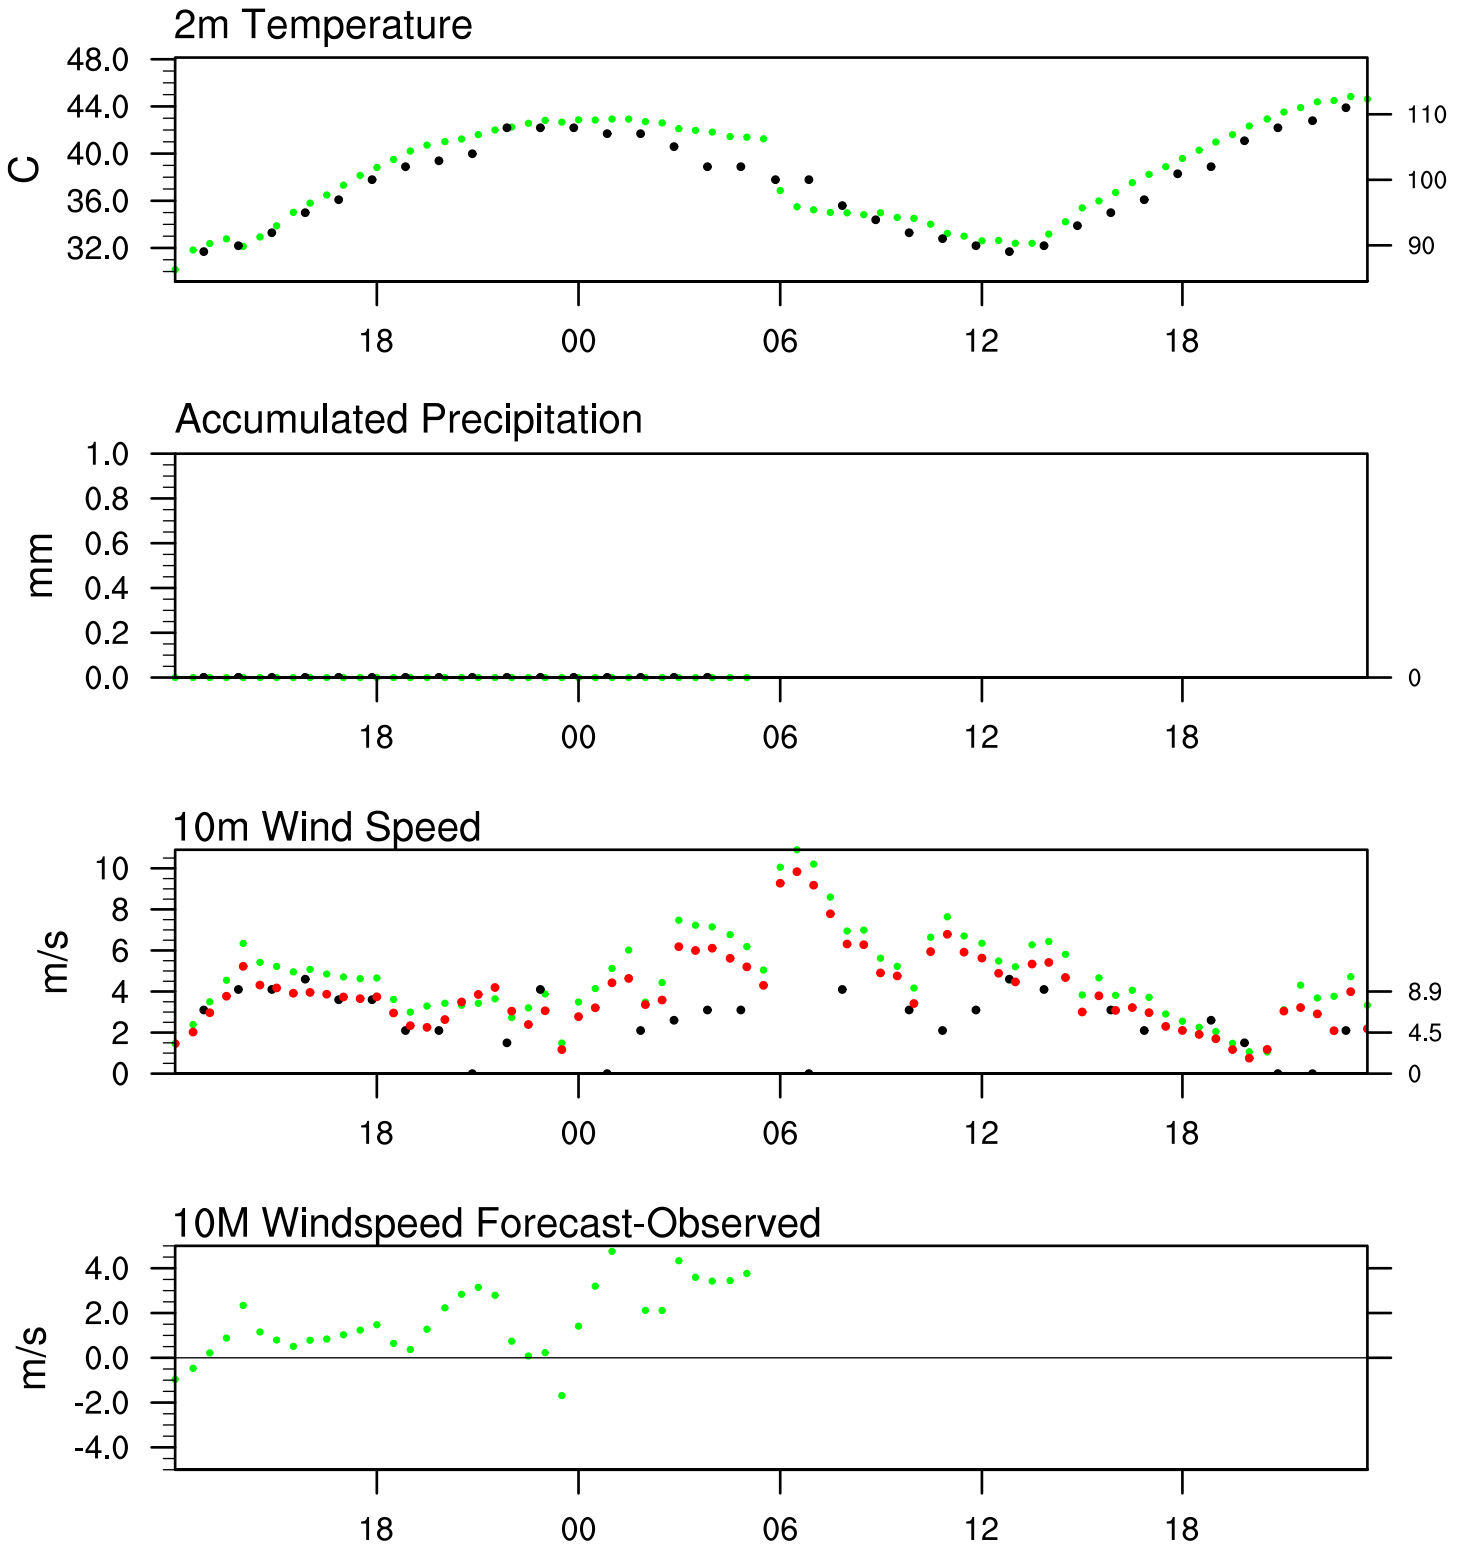 2m Temperature
48.0
44.0
40.0
36.0
32.0
C
110
100
90
18 00 06 12 18
Accumulated Precipitation
1.0
0.8
0.6
0.4
0.2
0.0
mm
0
18 00 06 12 18
10m Wind Speed
10
8
6
4
2
0
m/s
8.9
4.5
0
18 00 06 12 18
10M Windspeed Forecast-Observed
4.0
2.0
0.0
-2.0
-4.0
m/s
18 00 06 12 18